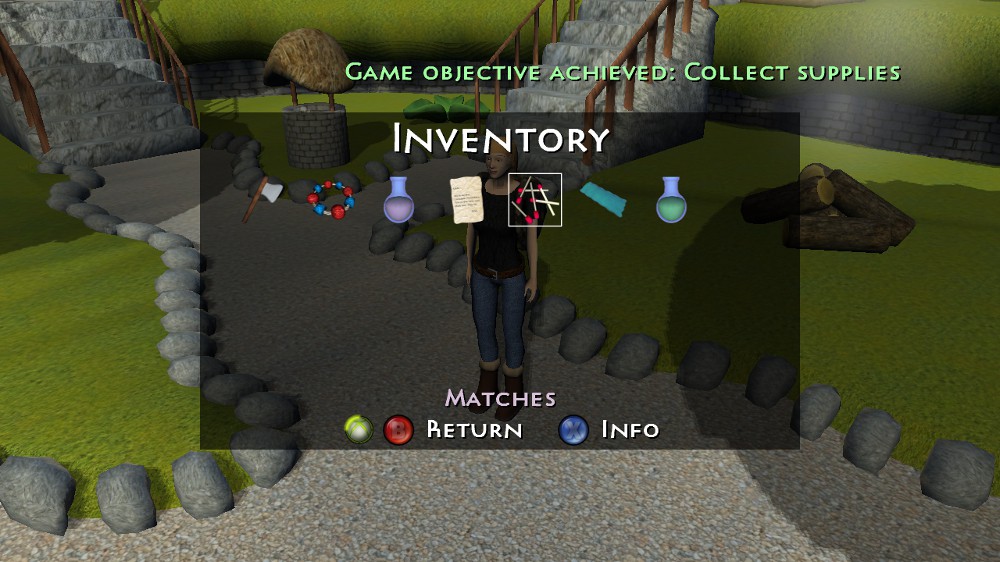 Game objective achieved: Collect supplies
Inventory
Matches
B Return Info